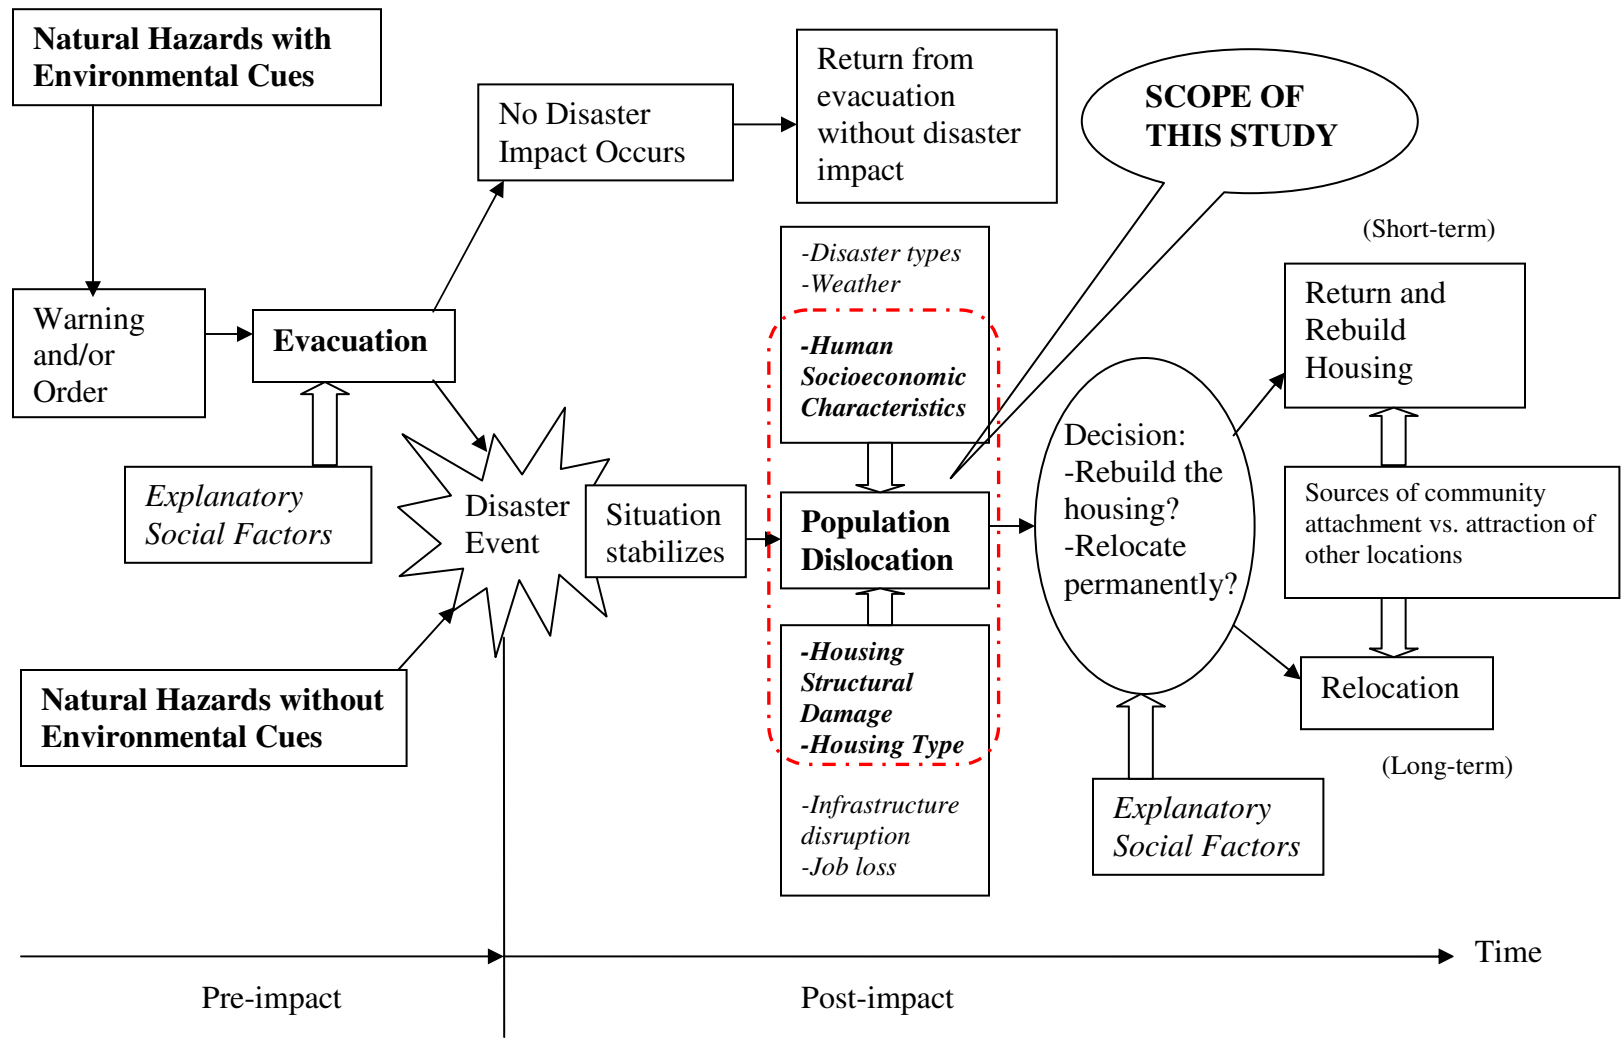 Natural Hazards with
Environmental Cues
No Disaster
Impact Occurs
Return from
evacuation
without disaster
impact
SCOPE OF
THIS STUDY
Warning
and/or
Order
Evacuation
Explanatory
Social Factors
Disaster
Event
Natural Hazards without
Environmental Cues
Situation
stabilizes
-Disaster types
-Weather
-Human
Socioeconomic
Characteristics
Population
Dislocation
-Housing
Structural
Damage
-Housing Type
-Infrastructure
disruption
-Job loss
Decision:
-Rebuild the
housing?
-Relocate
permanently?
Explanatory
Social Factors
(Short-term)
Return and
Rebuild
Housing
Sources of community
attachment vs. attraction of
other locations
Relocation
(Long-term)
Time
Pre-impact
Post-impact